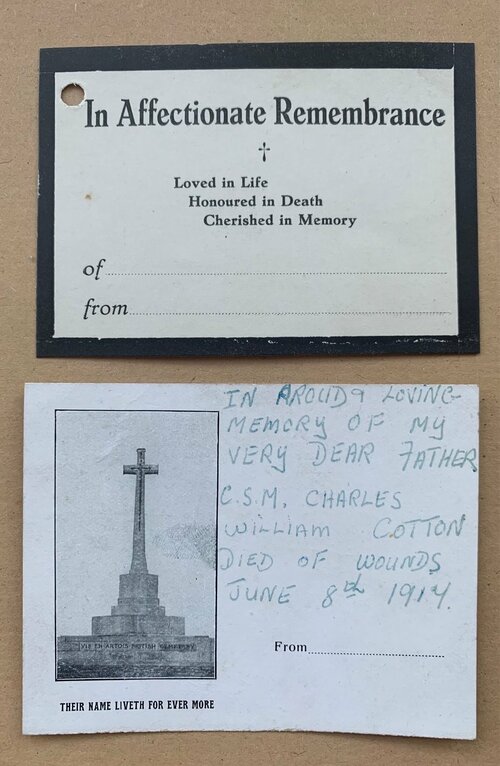 In Affectionate Remembrance
Loved in Life
Honoured in Death
Cherished in Memory
of
from
IN PROUD & LOVING
MEMORY OF MY
VERY DEAR FATHER
C.S.M. CHARLES
WILLIAM COTTON
DIED OF WOUNDS
JUNE 8th 1917.
VIS EN ARTOIS BRITISH CEMETERY
From
THEIR NAME LIVETH FOR EVER MORE